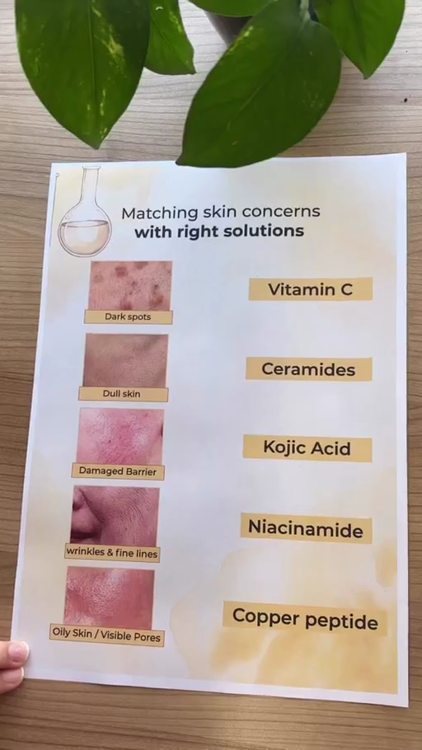 Matching skin concerns
with right solutions
Dark spots
Vitamin C
Dull skin
Ceramides
Damaged Barrier
Kojic Acid
wrinkles & fine lines
Niacinamide
Oily Skin / Visible Pores
Copper peptide